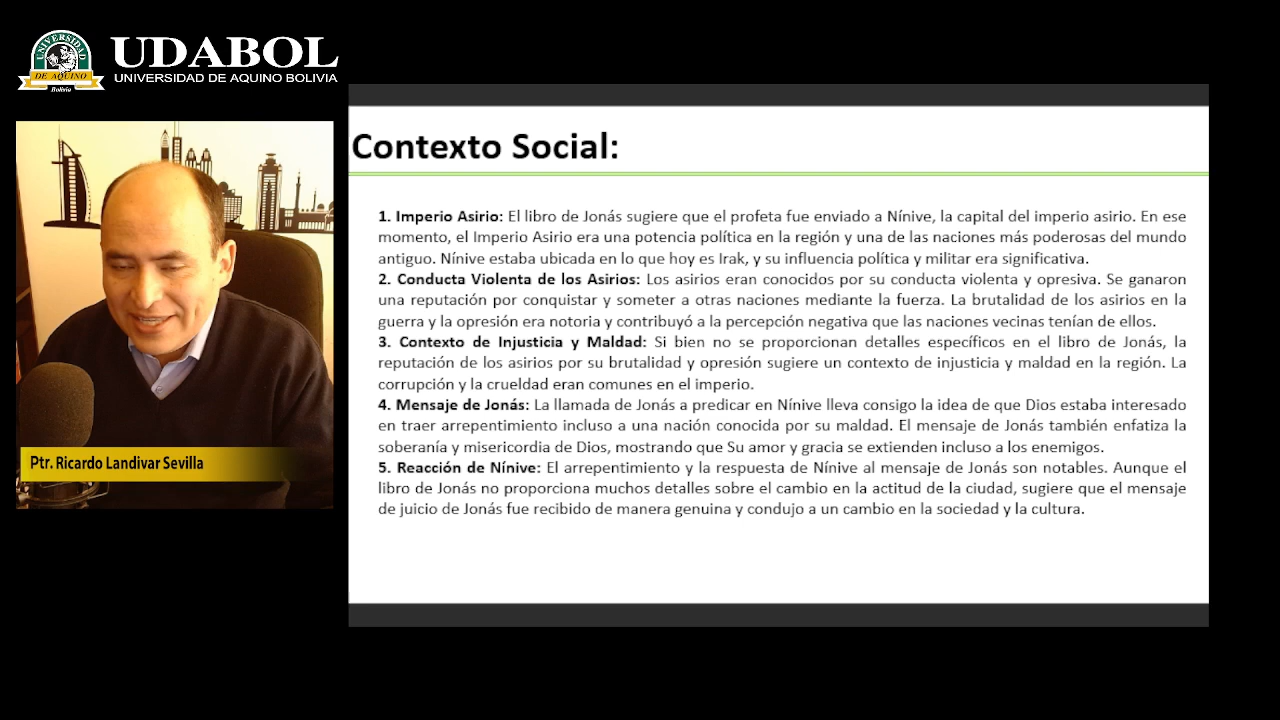 UNIVERSIDAD
DE AQUINO
Bolivia
UDABOL
UNIVERSIDAD DE AQUINO BOLIVIA
Ptr. Ricardo Landivar Sevilla
Contexto Social:
1. Imperio Asirio: El libro de Jonás sugiere que el profeta fue enviado a Nínive, la capital del imperio asirio. En ese
momento, el Imperio Asirio era una potencia política en la región y una de las naciones más poderosas del mundo
antiguo. Nínive estaba ubicada en lo que hoy es Irak, y su influencia política y militar era significativa.
2. Conducta Violenta de los Asirios: Los asirios eran conocidos por su conducta violenta y opresiva. Se ganaron
una reputación por conquistar y someter a otras naciones mediante la fuerza. La brutalidad de los asirios en la
guerra y la opresión era notoria y contribuyó a la percepción negativa que las naciones vecinas tenían de ellos.
3. Contexto de Injusticia y Maldad: Si bien no se proporcionan detalles específicos en el libro de Jonás, la
reputación de los asirios por su brutalidad y opresión sugiere un contexto de injusticia y maldad en la región. La
corrupción y la crueldad eran comunes en el imperio.
4. Mensaje de Jonás: La llamada de Jonás a predicar en Nínive lleva consigo la idea de que Dios estaba interesado
en traer arrepentimiento incluso a una nación conocida por su maldad. El mensaje de Jonás también enfatiza la
soberanía y misericordia de Dios, mostrando que Su amor y gracia se extienden incluso a los enemigos.
5. Reacción de Nínive: El arrepentimiento y la respuesta de Nínive al mensaje de Jonás son notables. Aunque el
libro de Jonás no proporciona muchos detalles sobre el cambio en la actitud de la ciudad, sugiere que el mensaje
de juicio de Jonás fue recibido de manera genuina y condujo a un cambio en la sociedad y la cultura.